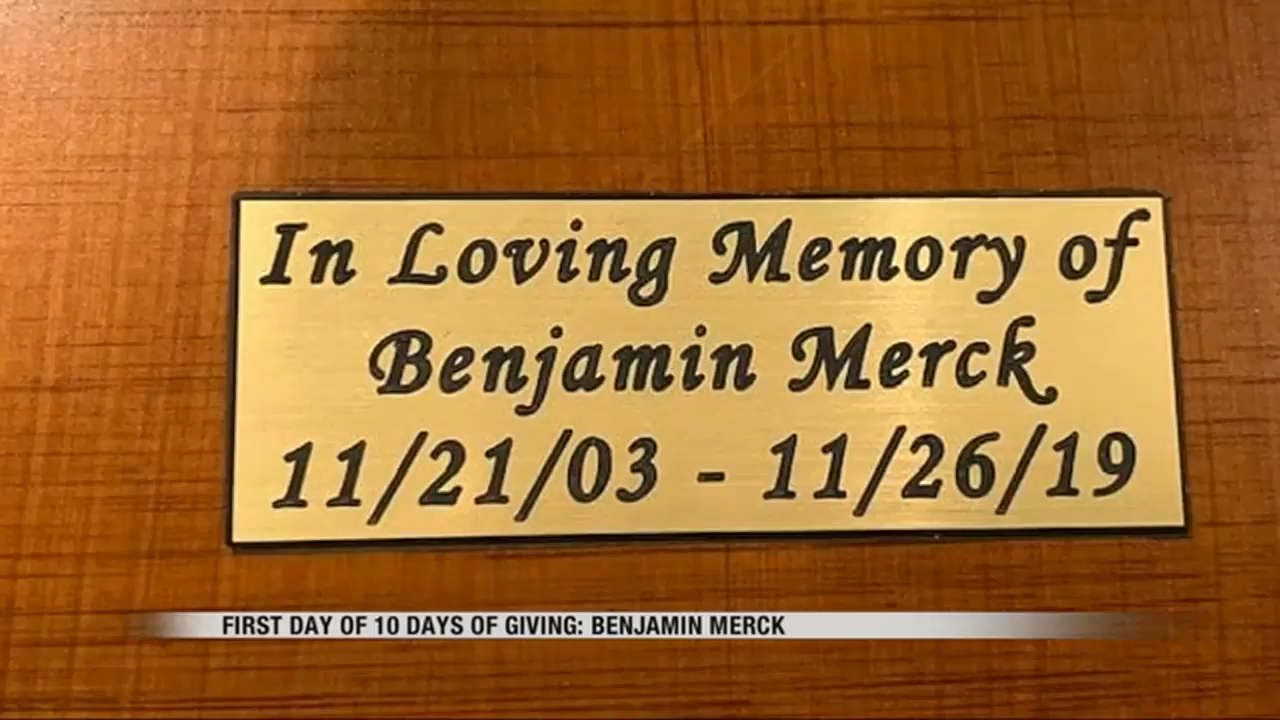 In Loving Memory of
Benjamin Merck
11/21/03 - 11/26/19
FIRST DAY OF 10 DAYS OF GIVING: BENJAMIN MERCK